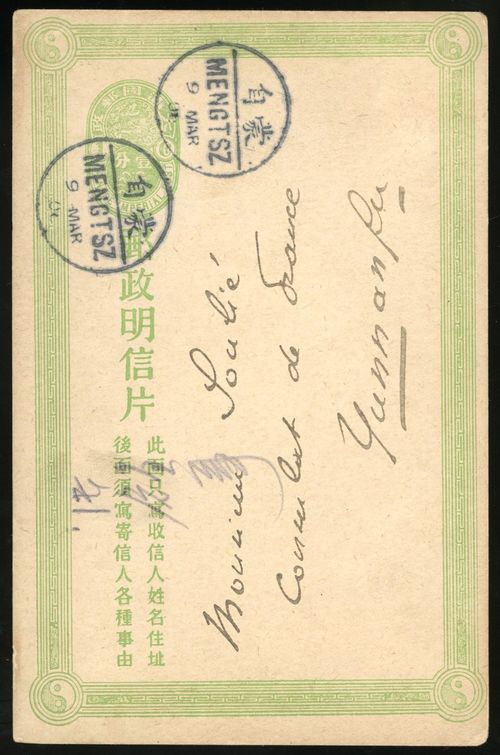 MENGTSZ
9 MAR
蒙自
MENGTSZ
9 MAR
蒙自
郵政明信片
此面只寫收信人姓名住址
後面須寫寄信人各種事由
Monsieur Soulié
Consulat de France
Yunnanfu